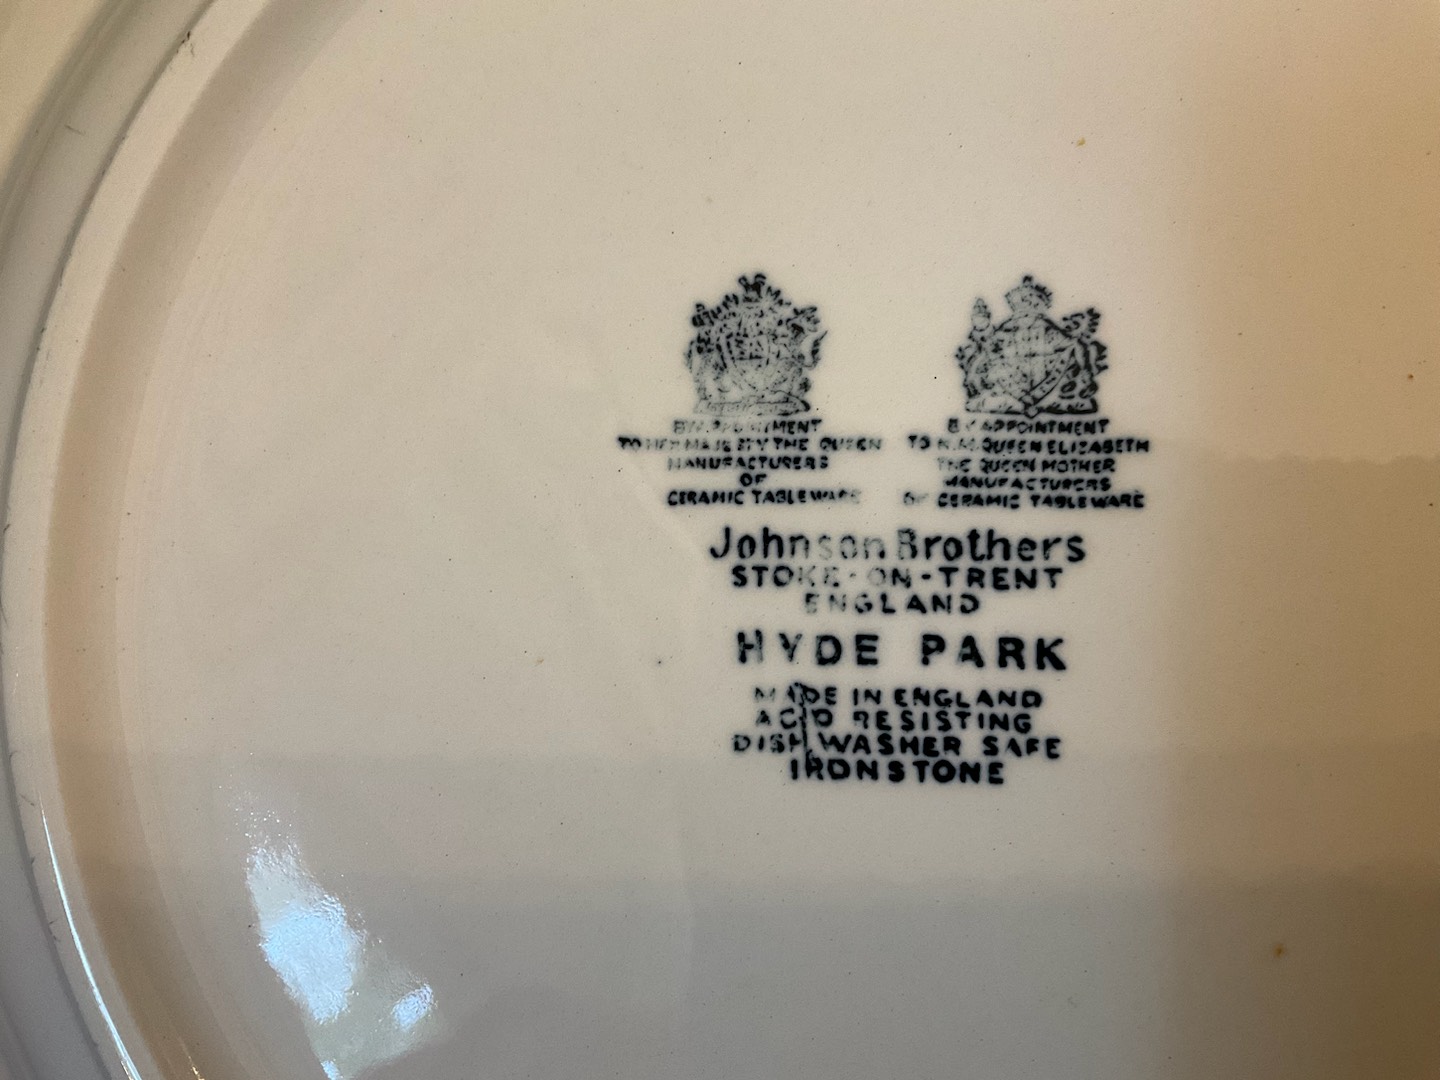 BY APPOINTMENT
TO HER MAJESTY THE QUEEN
MANUFACTURERS
OF
CERAMIC TABLEWARE
BY APPOINTMENT
TO H.M. QUEEN ELIZABETH
THE QUEEN MOTHER
MANUFACTURERS
OF CERAMIC TABLEWARE
Johnson Brothers
STOKE-ON-TRENT
ENGLAND
HYDE PARK
MADE IN ENGLAND
ACID RESISTING
DISHWASHER SAFE
IRONSTONE